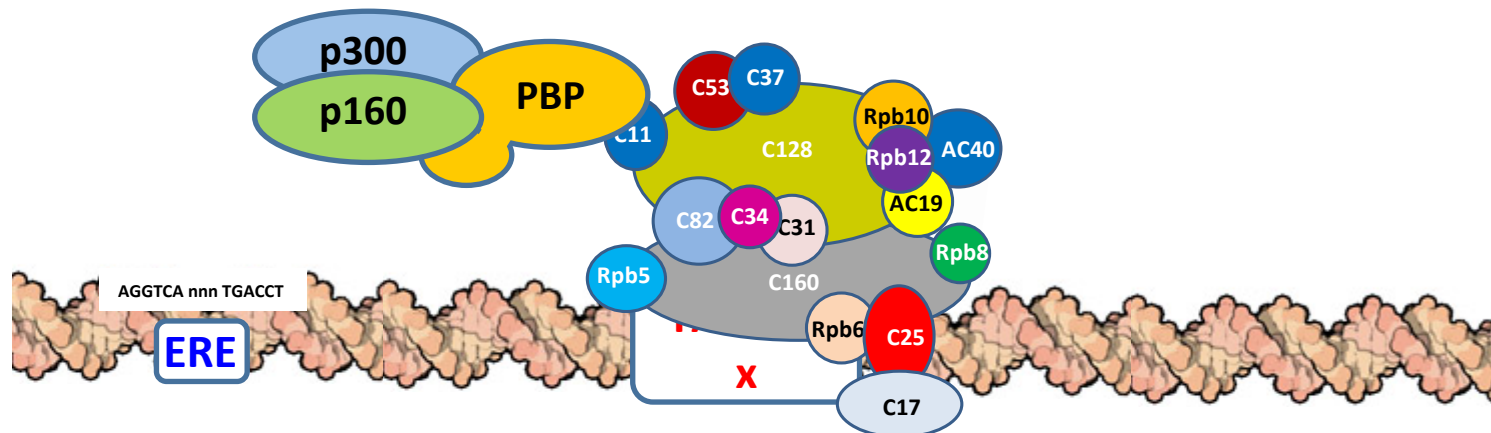 p300
p160
PBP
C11
C53
C37
C128
Rpb10
Rpb12
AC40
AC19
C82
C34
C31
Rpb8
Rpb5
C160
AGGTCA nnn TGACCT
ERE
Rpb6
C25
X
C17